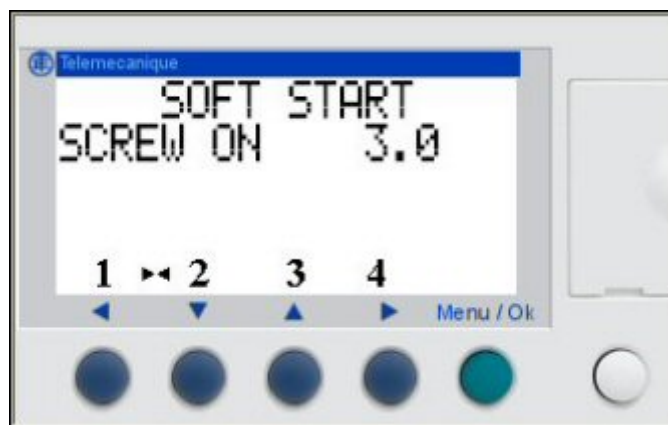 Telemecanique
SOFT START
SCREW ON 3.0
1 2 3 4
Menu / Ok